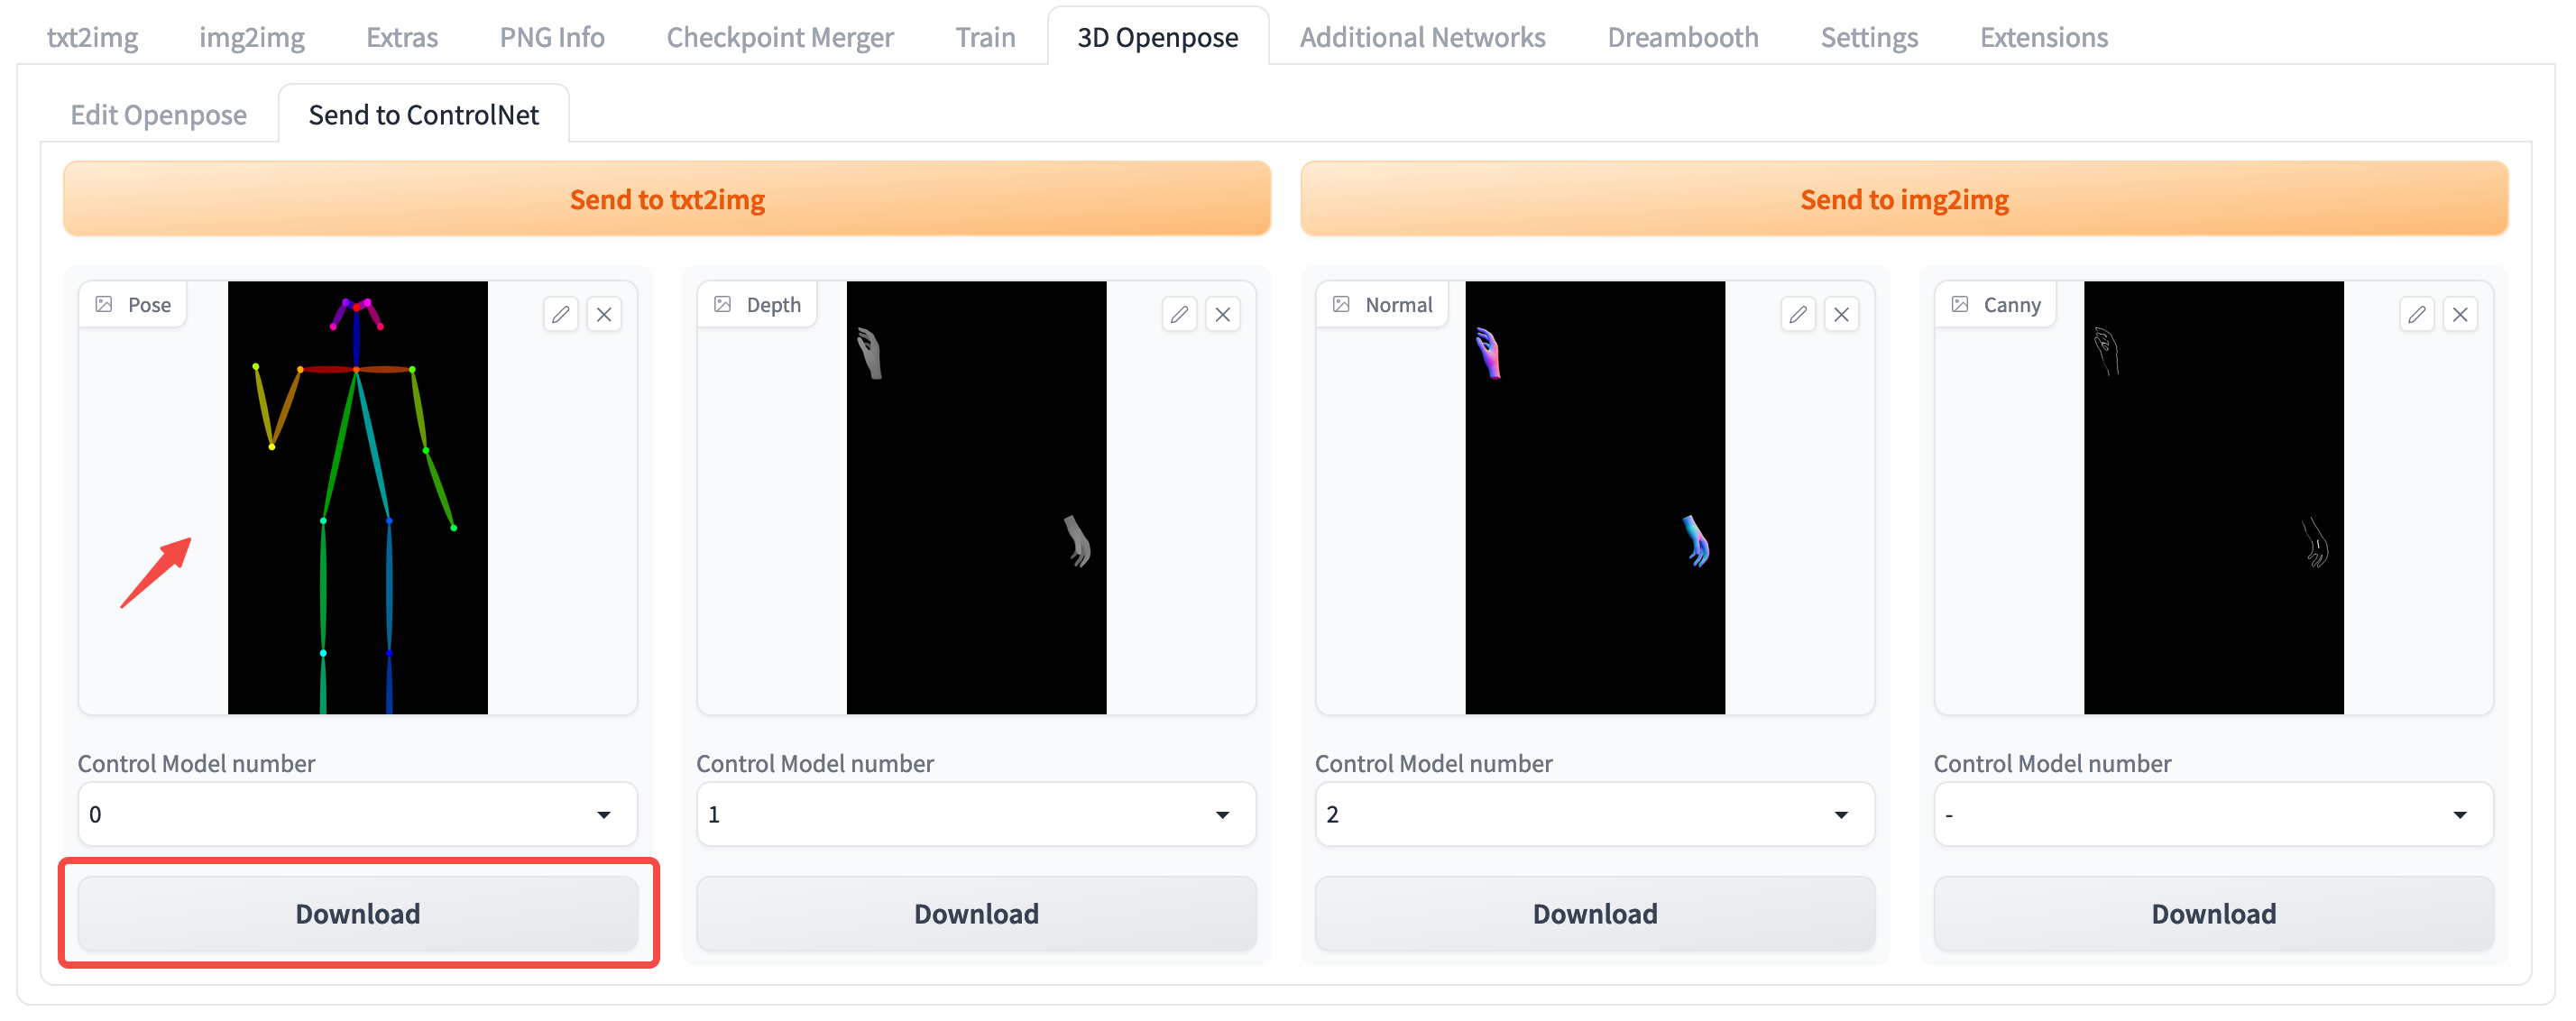 txt2img img2img Extras PNG Info Checkpoint Merger Train 3D Openpose Additional Networks Dreambooth Settings Extensions
Edit Openpose Send to ControlNet
Send to txt2img Send to img2img
Pose Depth Normal Canny
Control Model number Control Model number Control Model number Control Model number
0 1 2 -
Download Download Download Download